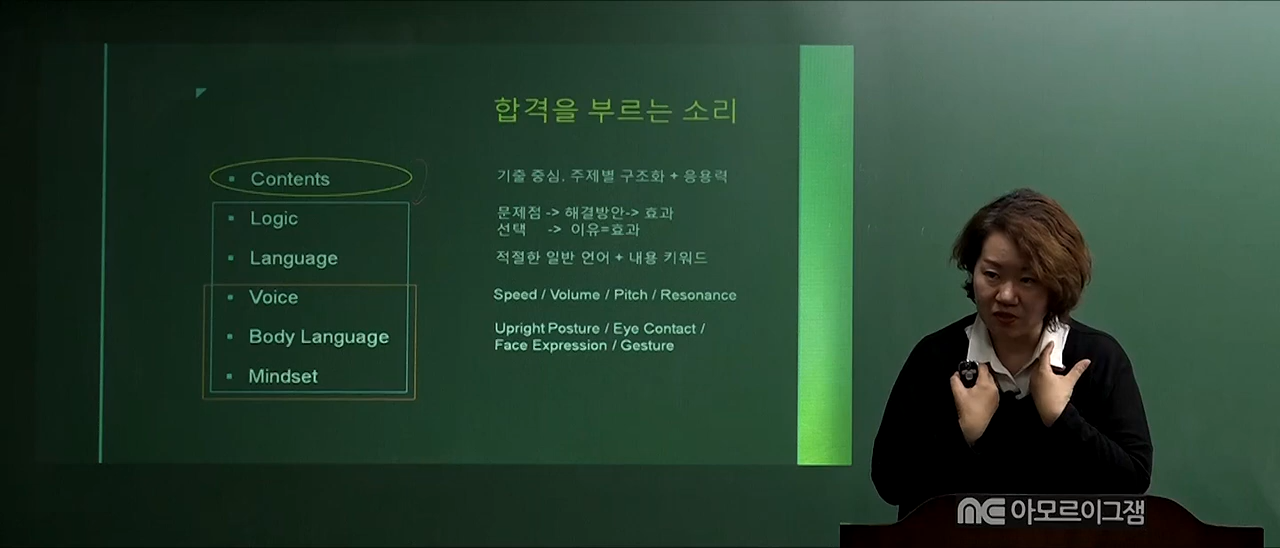 합격을 부르는 소리
▪ Contents
기출 중심, 주제별 구조화 + 응용력
▪ Logic
문제점 -> 해결방안-> 효과
선택 -> 이유=효과
▪ Language
적절한 일반 언어 + 내용 키워드
▪ Voice
Speed / Volume / Pitch / Resonance
▪ Body Language
Upright Posture / Eye Contact /
Face Expression / Gesture
▪ Mindset
아모르이그잼